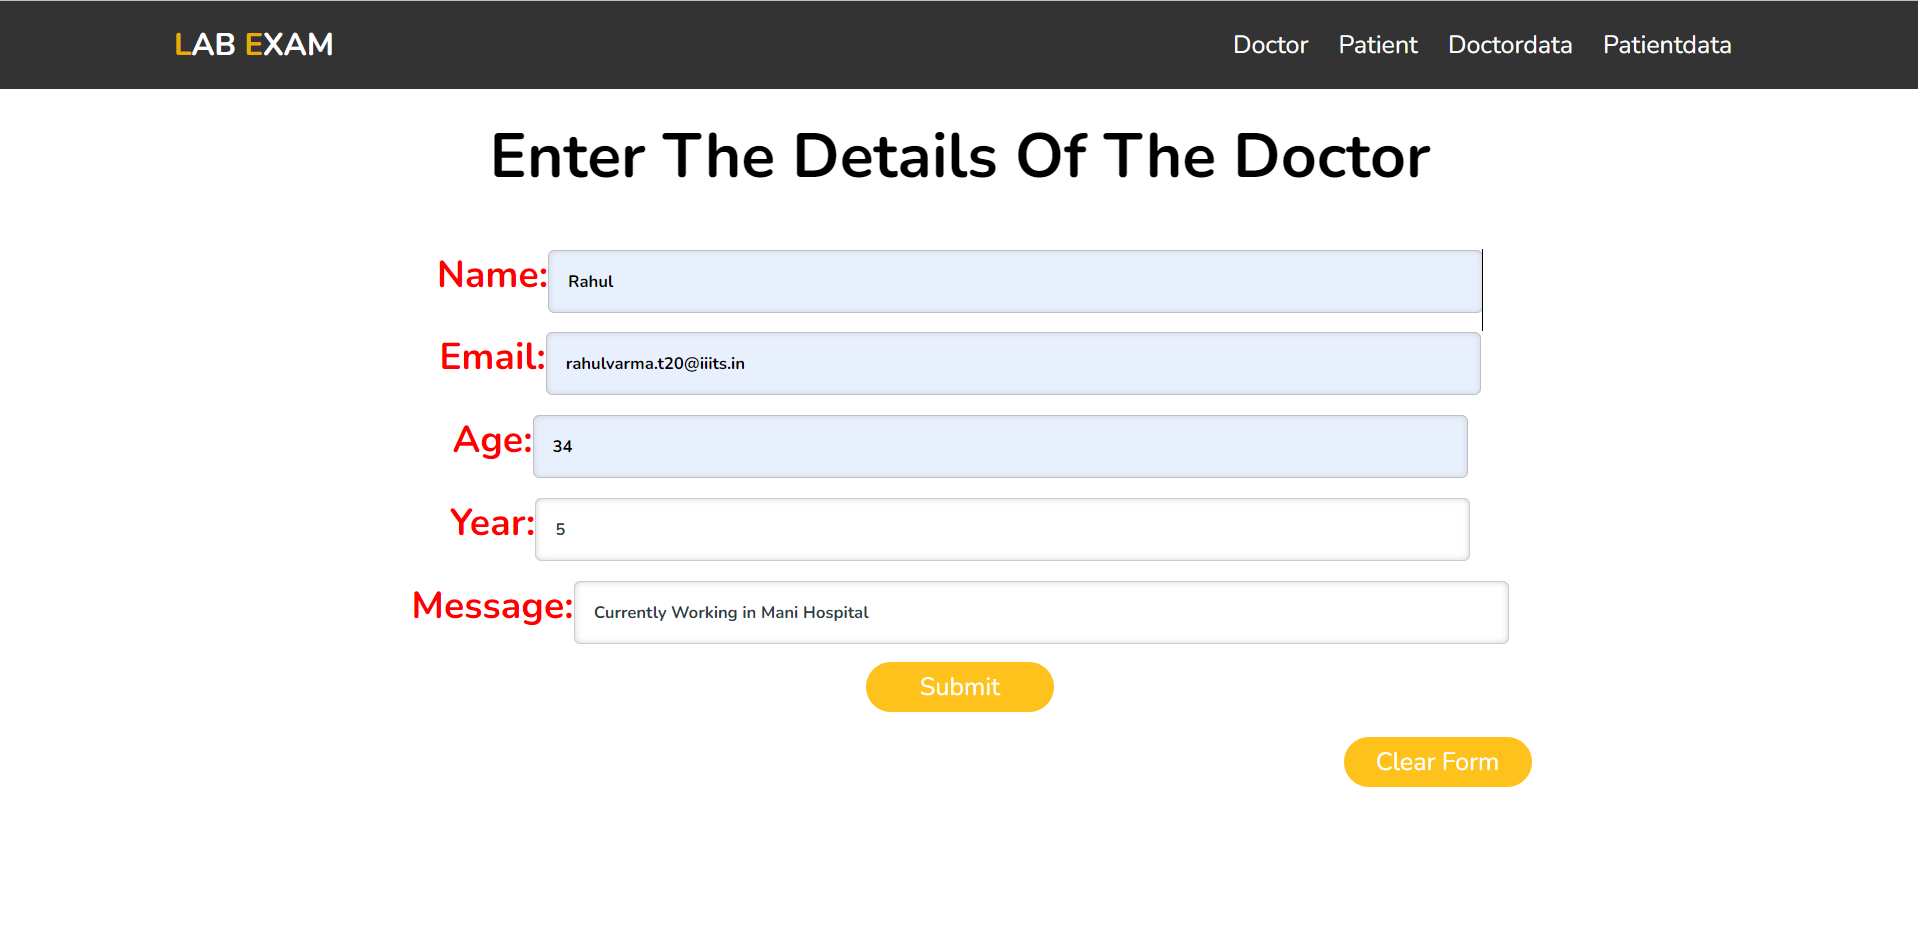 LAB EXAM
Doctor Patient Doctordata Patientdata
Enter The Details Of The Doctor
Name: Rahul
Email: rahulvarma.t20@iiits.in
Age: 34
Year: 5
Message: Currently Working in Mani Hospital
Submit
Clear Form